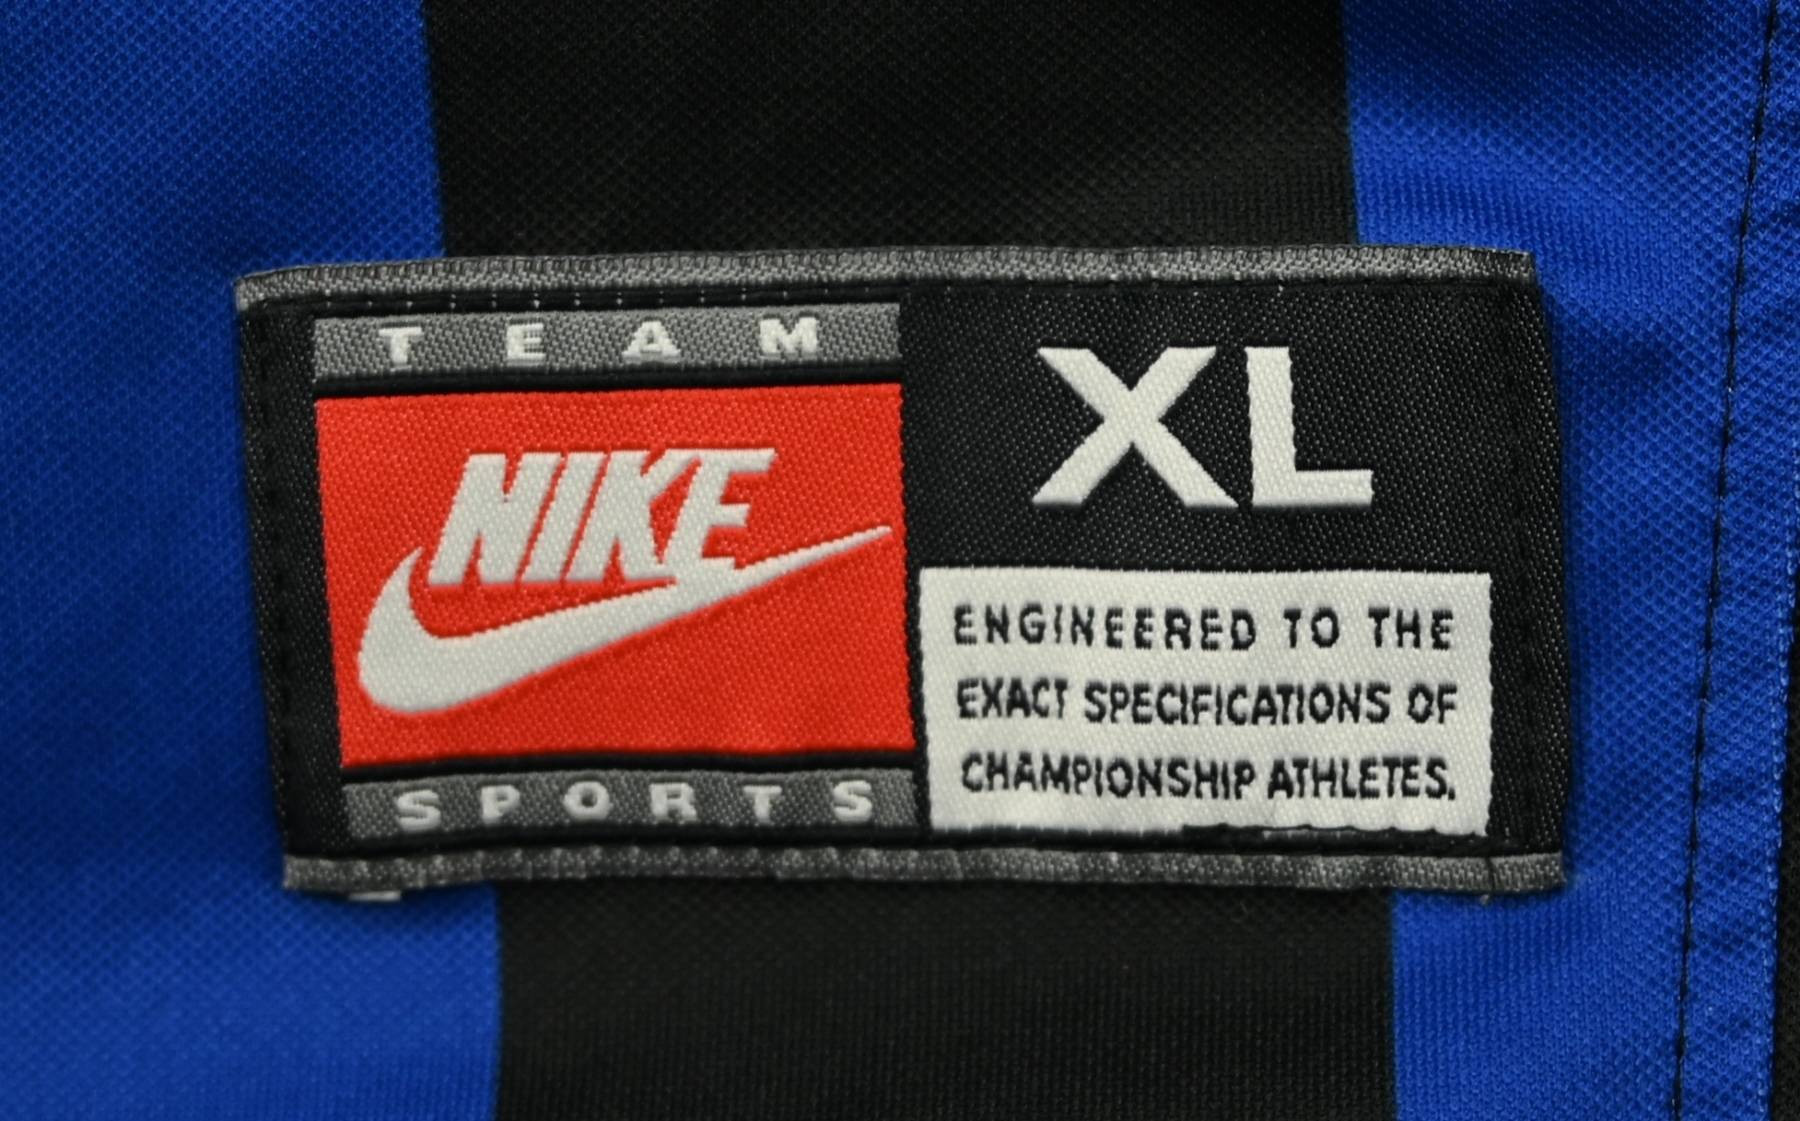 TEAM
NIKE
SPORTS
XL
ENGINEERED TO THE
EXACT SPECIFICATIONS OF
CHAMPIONSHIP ATHLETES.